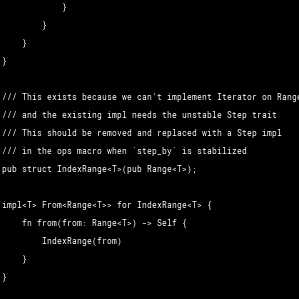 }
}
}
}
/// This exists because we can't implement Iterator on Range
/// and the existing impl needs the unstable Step trait
/// This should be removed and replaced with a Step impl
/// in the ops macro when `step_by` is stabilized
pub struct IndexRange<T>(pub Range<T>);
impl<T> From<Range<T>> for IndexRange<T> {
fn from(from: Range<T>) -> Self {
IndexRange(from)
}
}